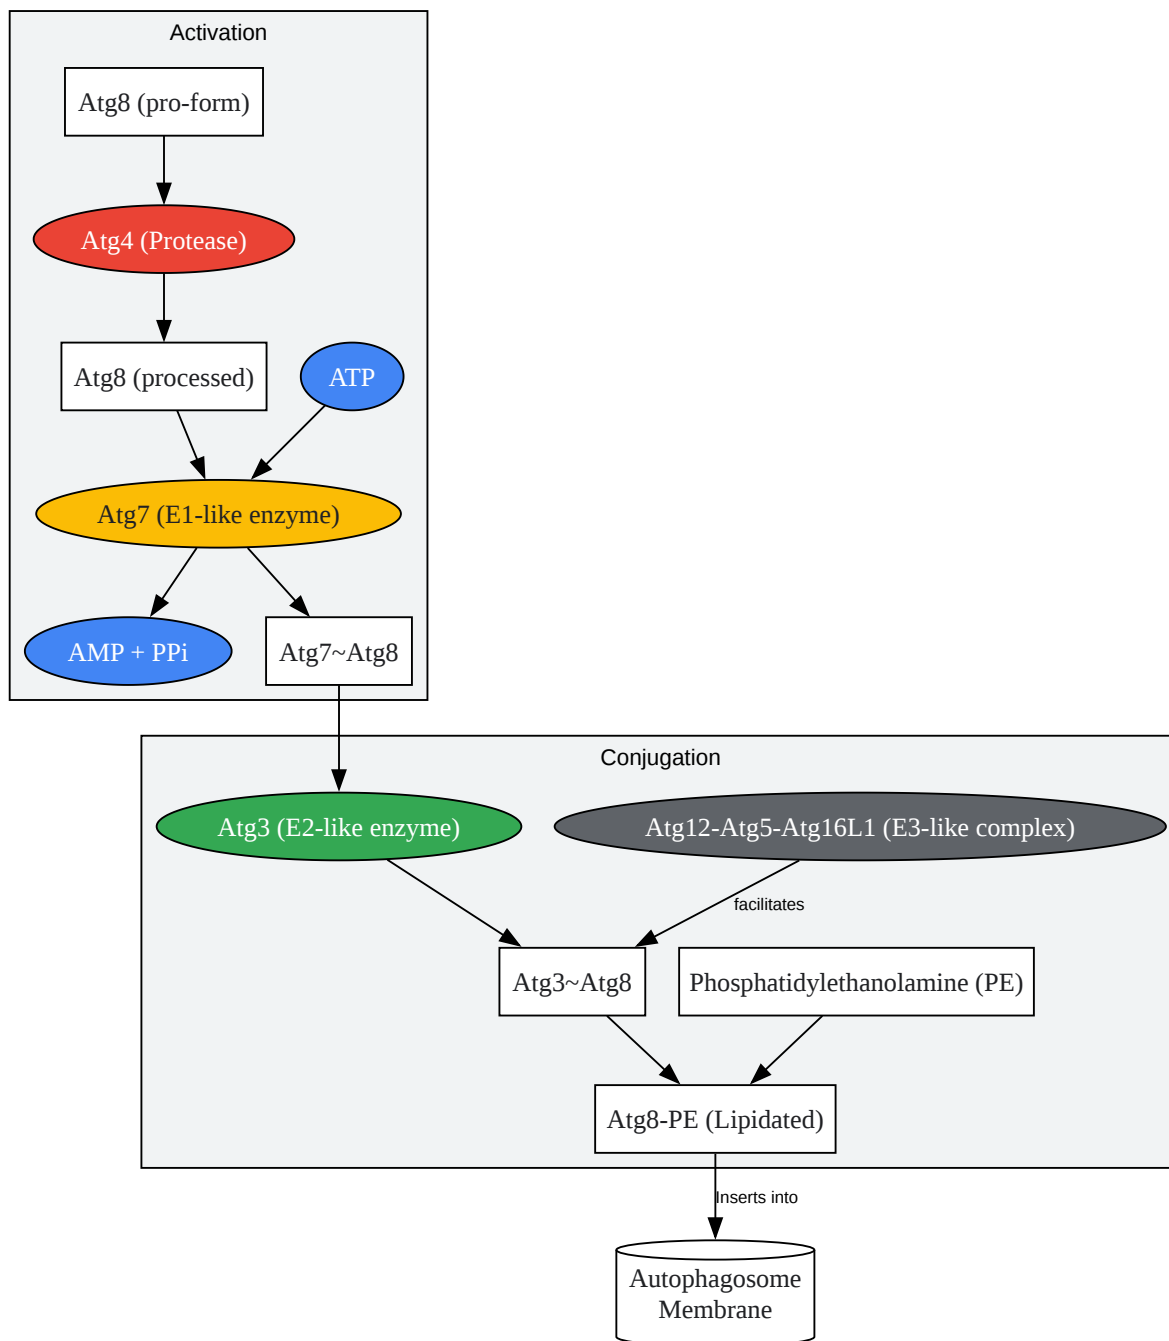 Activation
Atg8 (pro-form)
Atg4 (Protease)
Atg8 (processed)
ATP
Atg7 (E1-like enzyme)
AMP + PPi
Atg7~Atg8
Conjugation
Atg3 (E2-like enzyme)
Atg12-Atg5-Atg16L1 (E3-like complex)
facilitates
Atg3~Atg8
Phosphatidylethanolamine (PE)
Atg8-PE (Lipidated)
Inserts into
Autophagosome
Membrane